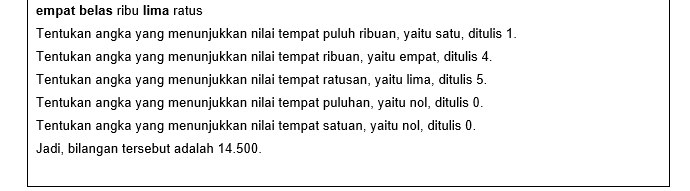 empat belas ribu lima ratus
Tentukan angka yang menunjukkan nilai tempat puluh ribuan, yaitu satu, ditulis 1.
Tentukan angka yang menunjukkan nilai tempat ribuan, yaitu empat, ditulis 4.
Tentukan angka yang menunjukkan nilai tempat ratusan, yaitu lima, ditulis 5.
Tentukan angka yang menunjukkan nilai tempat puluhan, yaitu nol, ditulis 0.
Tentukan angka yang menunjukkan nilai tempat satuan, yaitu nol, ditulis 0.
Jadi, bilangan tersebut adalah 14.500.